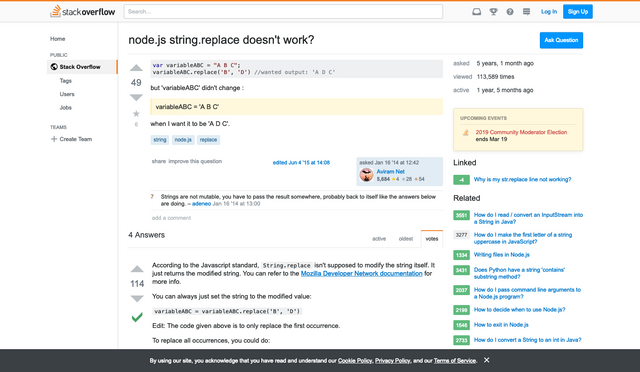 stackoverflow
Search...
Log In
Sign Up
Home
PUBLIC
Stack Overflow
Tags
Users
Jobs
TEAMS
Create Team
node.js string.replace doesn't work?
Ask Question
49
6
var variableABC = "A B C";
variableABC.replace('B', 'D') //wanted output: 'A D C'
but 'variableABC' didn't change :
variableABC = 'A B C'
when I want it to be 'A D C'.
string
node.js
replace
share improve this question
edited Jun 4 '15 at 14:08
asked Jan 16 '14 at 12:42
Aviram Net
5,684 4 28 54
7
Strings are not mutable, you have to pass the result somewhere, probably back to itself like the answers below
are doing. – adeneo Jan 16 '14 at 13:00
add a comment
4 Answers
active
oldest
votes
114
According to the Javascript standard, String.replace isn't supposed to modify the string itself. It
just returns the modified string. You can refer to the Mozilla Developer Network documentation for
more info.
You can always just set the string to the modified value:
variableABC = variableABC.replace('B', 'D')
Edit: The code given above is to only replace the first occurrence.
To replace all occurrences, you could do:
asked 5 years, 1 month ago
viewed 113,589 times
active 1 year, 5 months ago
UPCOMING EVENTS
2019 Community Moderator Election
ends Mar 19
Linked
-4 Why is my str.replace line not working?
Related
3551 How do I read / convert an InputStream
into a String in Java?
3277 How do I make the first letter of a string
uppercase in JavaScript?
1334 Writing files in Node.js
3431 Does Python have a string 'contains'
substring method?
2037 How do I pass command line arguments to
a Node.js program?
2169 How to decide when to use Node.js?
1546 How to exit in Node.js
2733 How do I convert a String to an int in Java?
By using our site, you acknowledge that you have read and understand our Cookie Policy, Privacy Policy, and our Terms of Service.